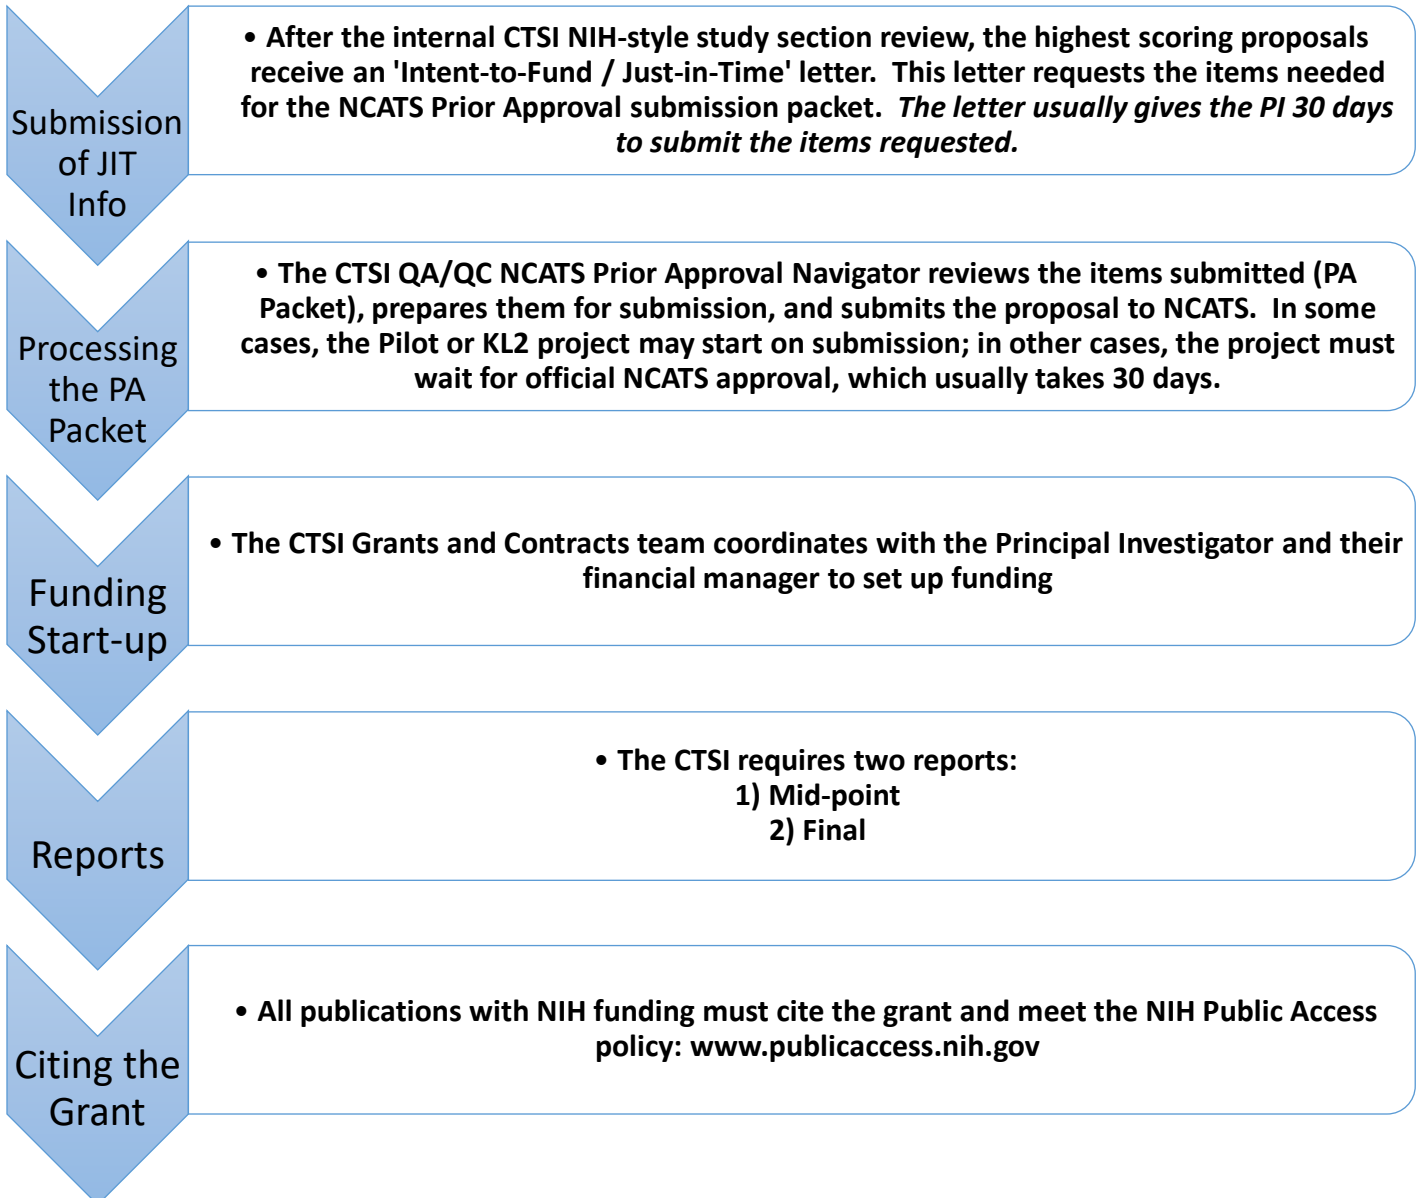 Submission
of JIT
Info
• After the internal CTSI NIH-style study section review, the highest scoring proposals
receive an 'Intent-to-Fund / Just-in-Time' letter.  This letter requests the items needed
for the NCATS Prior Approval submission packet.  The letter usually gives the PI 30 days
to submit the items requested.
Processing
the PA
Packet
• The CTSI QA/QC NCATS Prior Approval Navigator reviews the items submitted (PA
Packet), prepares them for submission, and submits the proposal to NCATS.  In some
cases, the Pilot or KL2 project may start on submission; in other cases, the project must
wait for official NCATS approval, which usually takes 30 days.
Funding
Start-up
• The CTSI Grants and Contracts team coordinates with the Principal Investigator and their
financial manager to set up funding
Reports
• The CTSI requires two reports:
1) Mid-point
2) Final
Citing the
Grant
• All publications with NIH funding must cite the grant and meet the NIH Public Access
policy: www.publicaccess.nih.gov